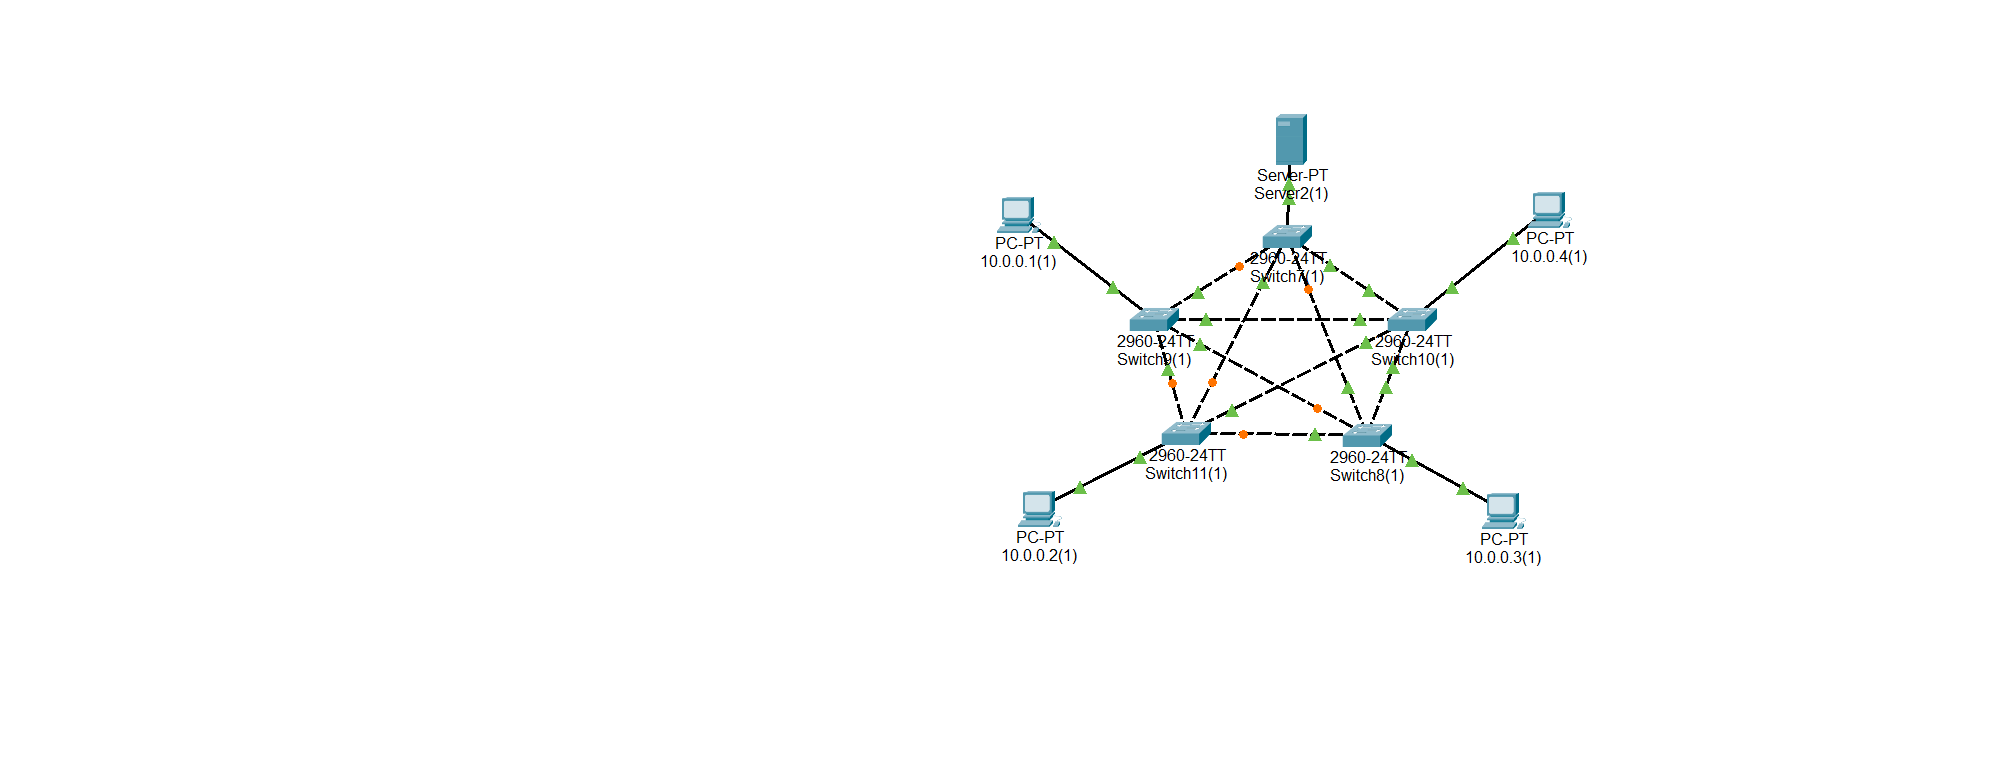 Server-PT
Server2(1)
PC-PT
10.0.0.1(1)
PC-PT
10.0.0.4(1)
2960-24TT
Switch7(1)
2960-24TT
Switch9(1)
2960-24TT
Switch10(1)
2960-24TT
Switch11(1)
2960-24TT
Switch8(1)
PC-PT
10.0.0.2(1)
PC-PT
10.0.0.3(1)